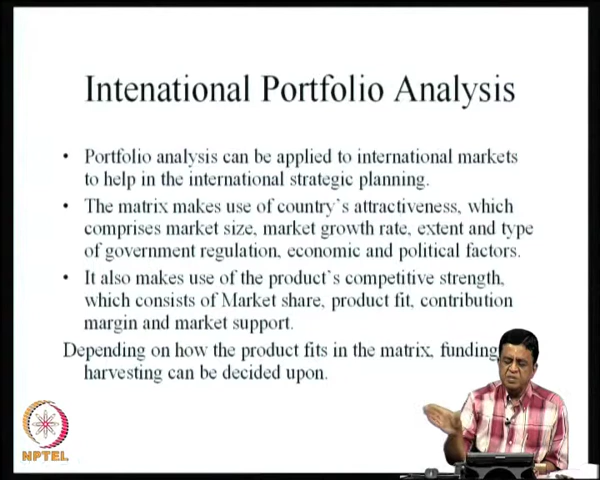 Intenational Portfolio Analysis
• Portfolio analysis can be applied to international markets
to help in the international strategic planning.
• The matrix makes use of country's attractiveness, which
comprises market size, market growth rate, extent and type
of government regulation, economic and political factors.
• It also makes use of the product's competitive strength,
which consists of Market share, product fit, contribution
margin and market support.
Depending on how the product fits in the matrix, funding
harvesting can be decided upon.
NPTEL